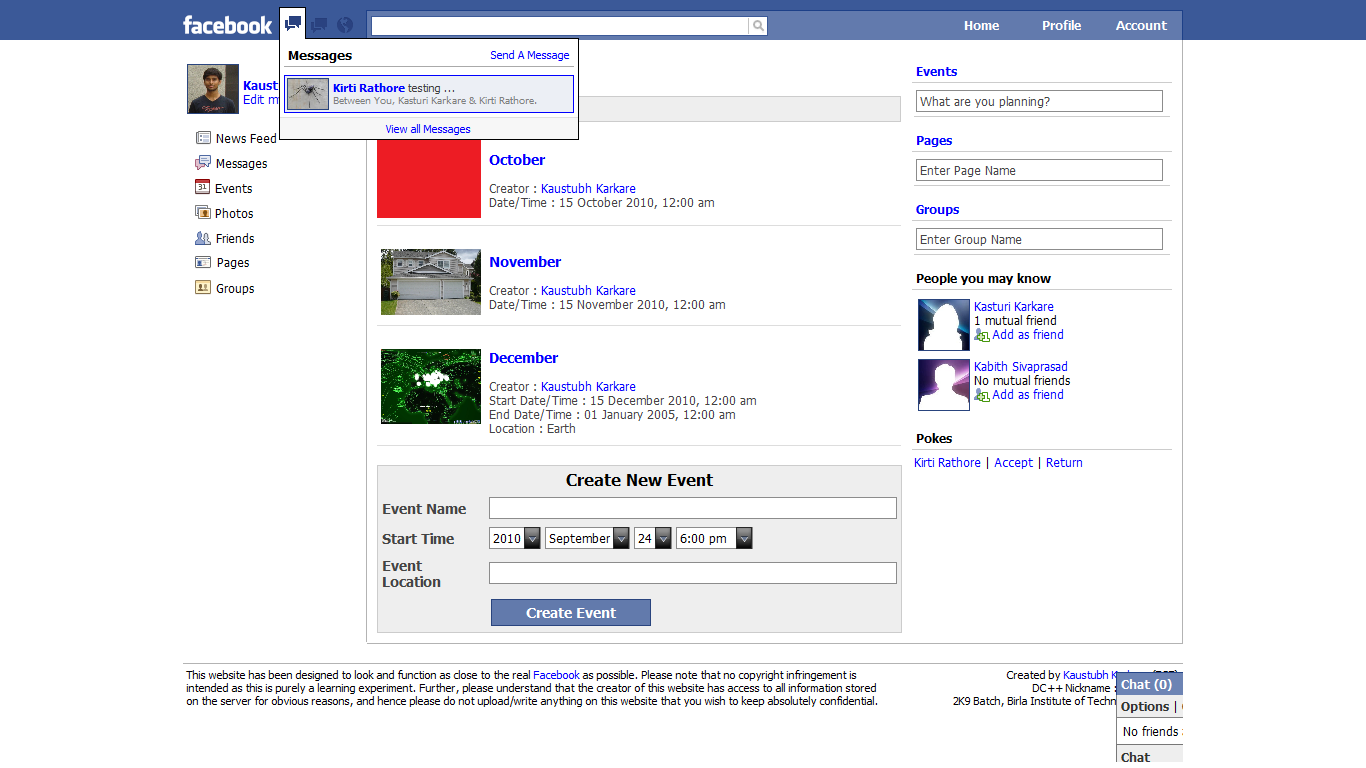 facebook
Home Profile Account
Messages Send A Message
Kirti Rathore testing ...
Between You, Kasturi Karkare & Kirti Rathore.
View all Messages
Edit
News Feed
Messages
31 Events
Photos
Friends
Pages
Groups
October
Creator : Kaustubh Karkare
Date/Time : 15 October 2010, 12:00 am
November
Creator : Kaustubh Karkare
Date/Time : 15 November 2010, 12:00 am
December
Creator : Kaustubh Karkare
Start Date/Time : 15 December 2010, 12:00 am
End Date/Time : 01 January 2005, 12:00 am
Location : Earth
Create New Event
Event Name
Start Time 2010 September 24 6:00 pm
Event
Location
Create Event
Events
What are you planning?
Pages
Enter Page Name
Groups
Enter Group Name
People you may know
Kasturi Karkare
1 mutual friend
Add as friend
Kabith Sivaprasad
No mutual friends
Add as friend
Pokes
Kirti Rathore | Accept | Return
This website has been designed to look and function as close to the real Facebook as possible. Please note that no copyright infringement is
intended as this is purely a learning experiment. Further, please understand that the creator of this website has access to all information stored
on the server for obvious reasons, and hence please do not upload/write anything on this website that you wish to keep absolutely confidential.
Created by Kaustubh
DC++ Nickname :
2K9 Batch, Birla Institute of
Chat (0)
Options |
No friends
Chat